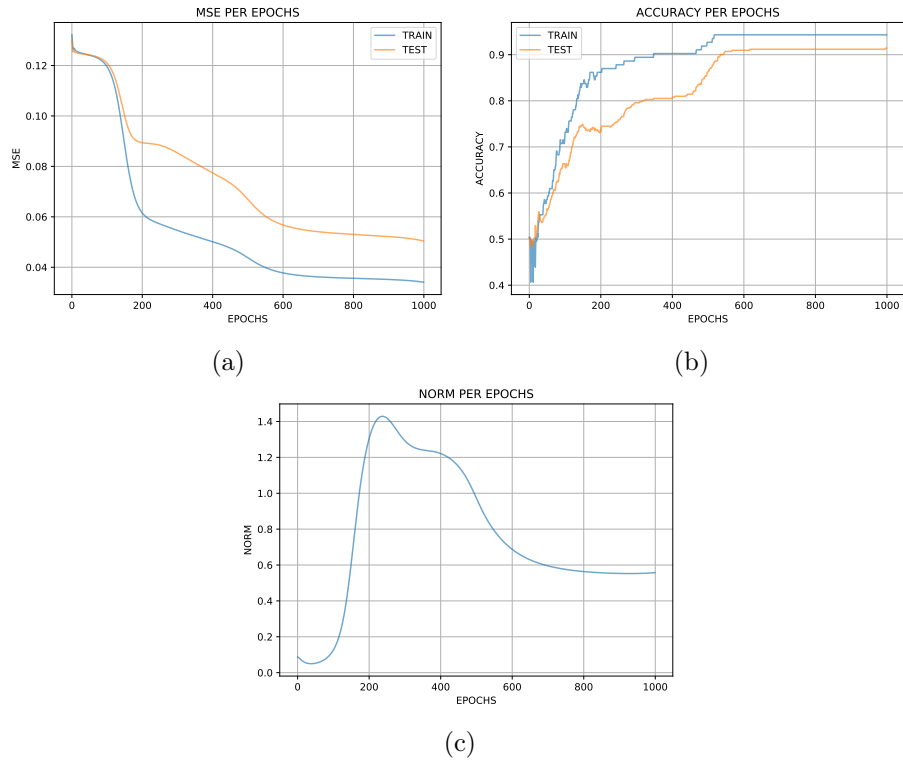 MSE PER EPOCHS
TRAIN
TEST
0.12
0.10
0.08
0.06
0.04
MSE
0 200 400 600 800 1000
EPOCHS
(a)
ACCURACY PER EPOCHS
TRAIN
TEST
0.9
0.8
0.7
0.6
0.5
0.4
ACCURACY
0 200 400 600 800 1000
EPOCHS
(b)
NORM PER EPOCHS
1.4
1.2
1.0
0.8
0.6
0.4
0.2
0.0
NORM
0 200 400 600 800 1000
EPOCHS
(c)